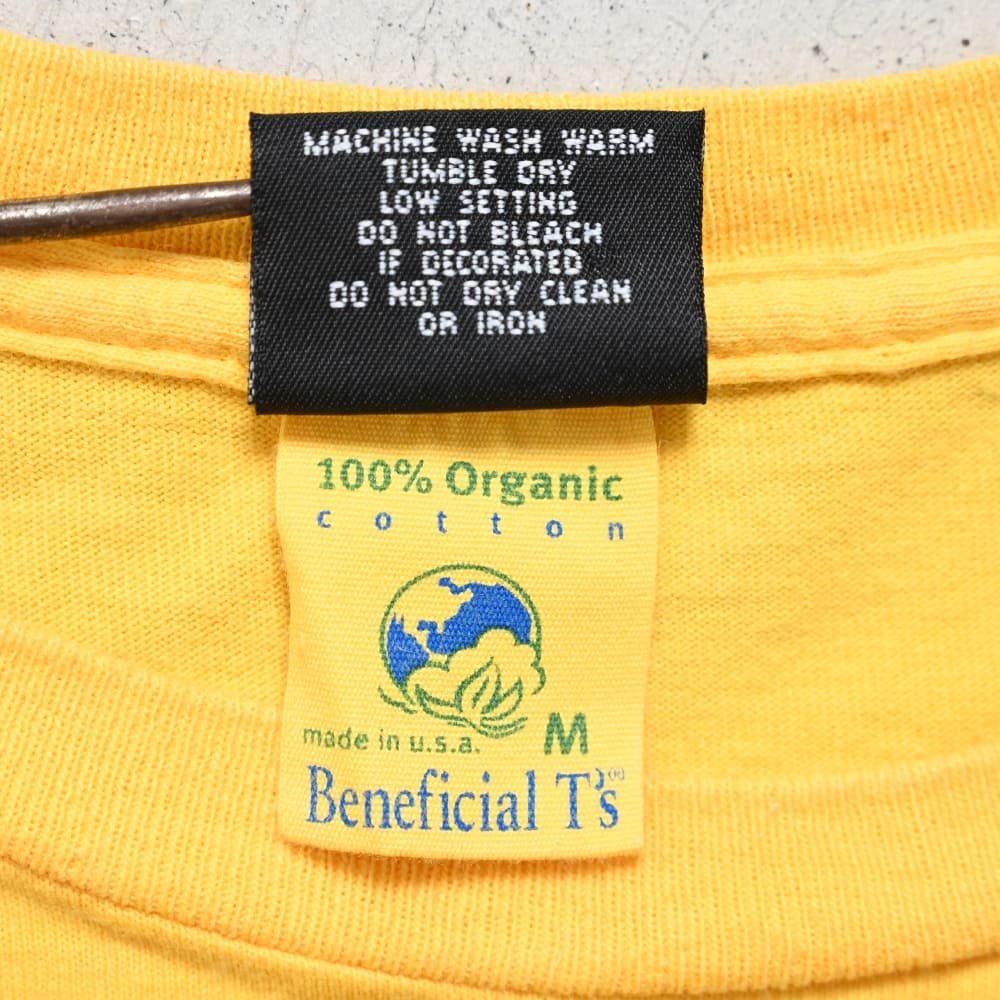 MACHINE WASH WARM
TUMBLE DRY
LOW SETTING
DO NOT BLEACH
IF DECORATED
DO NOT DRY CLEAN
OR IRON
100% Organic
cotton
made in u.s.a. M
Beneficial T's®